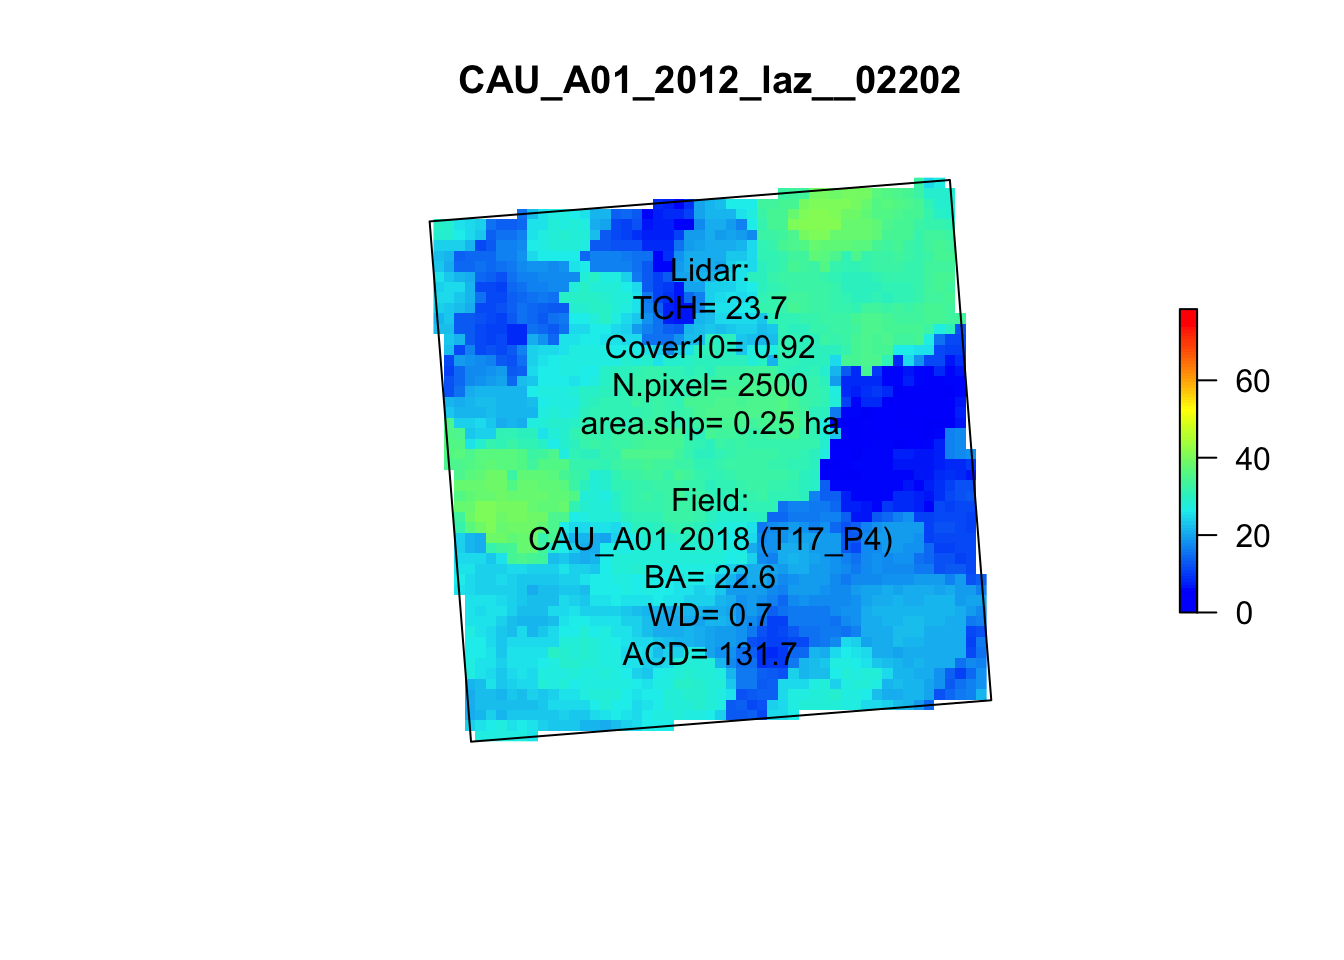 CAU_A01_2012_laz__02202
Lidar:
TCH= 23.7
Cover10= 0.92
N.pixel= 2500
area.shp= 0.25 ha
Field:
CAU_A01 2018 (T17_P4)
BA= 22.6
WD= 0.7
ACD= 131.7
60
40
20
0